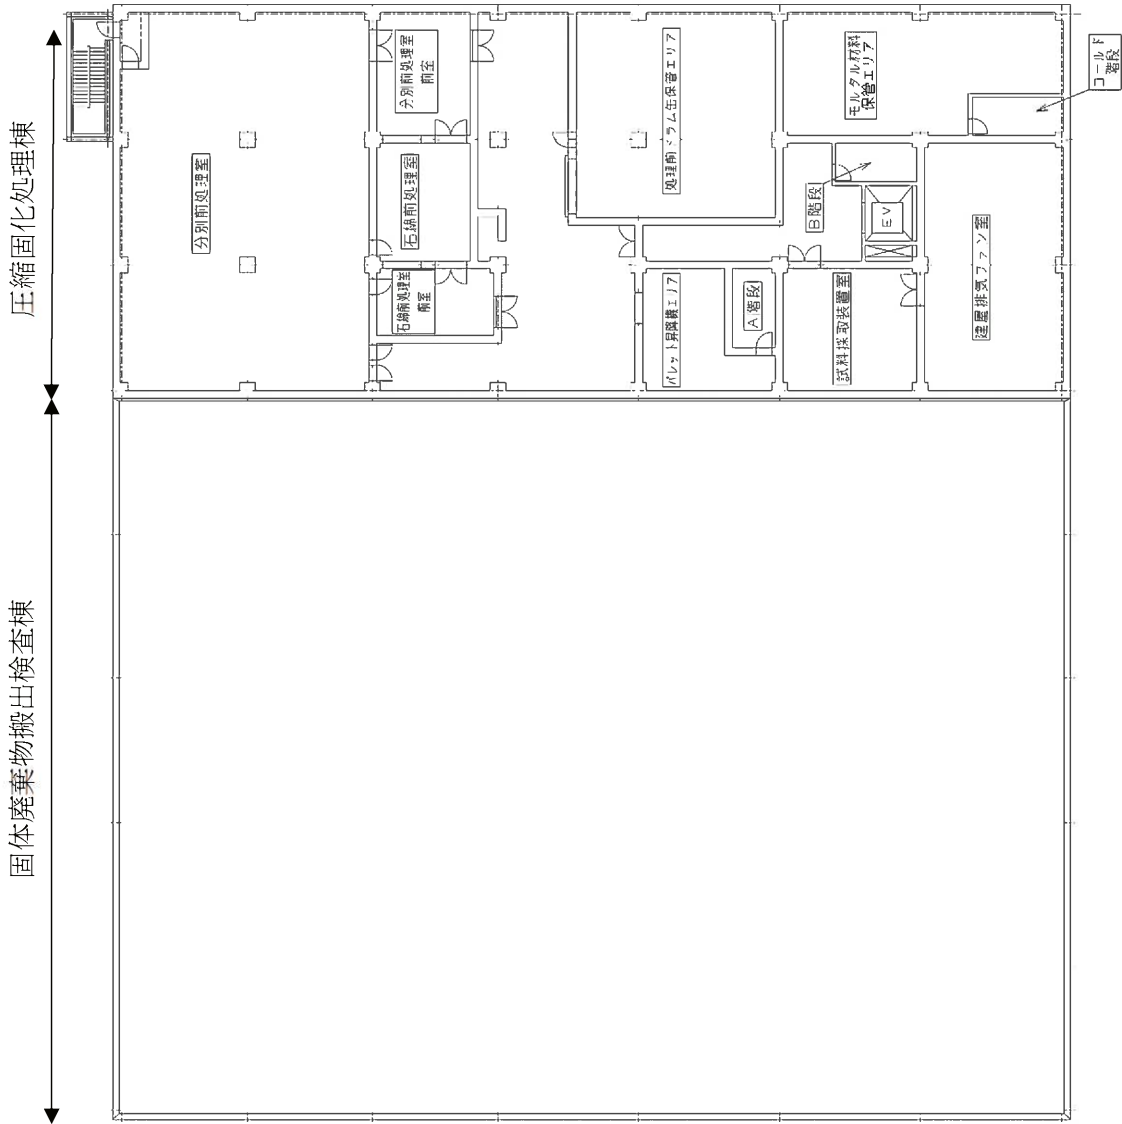 圧縮固化処理棟
固体廃棄物搬出検査棟
分別前処理室
分別前処理室
前室
石綿前処理室
石綿前処理室
前室
処理前ドラム缶保管エリア
パレット昇降機エリア
A階段
モルタル材料
保管エリア
B階段
EV
試料採取装置室
建屋排気ファン室
コールド
階段